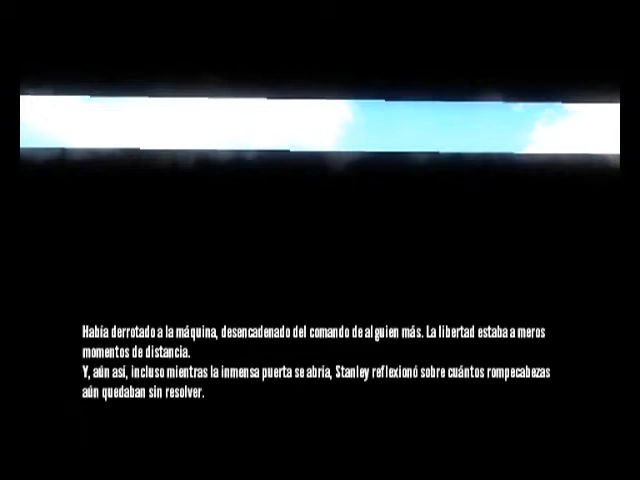 Había derrotado a la máquina, desencadenado del comando de alguien más. La libertad estaba a meros
momentos de distancia.
Y, aún así, incluso mientras la inmensa puerta se abría, Stanley reflexionó sobre cuántos rompecabezas
aún quedaban sin resolver.